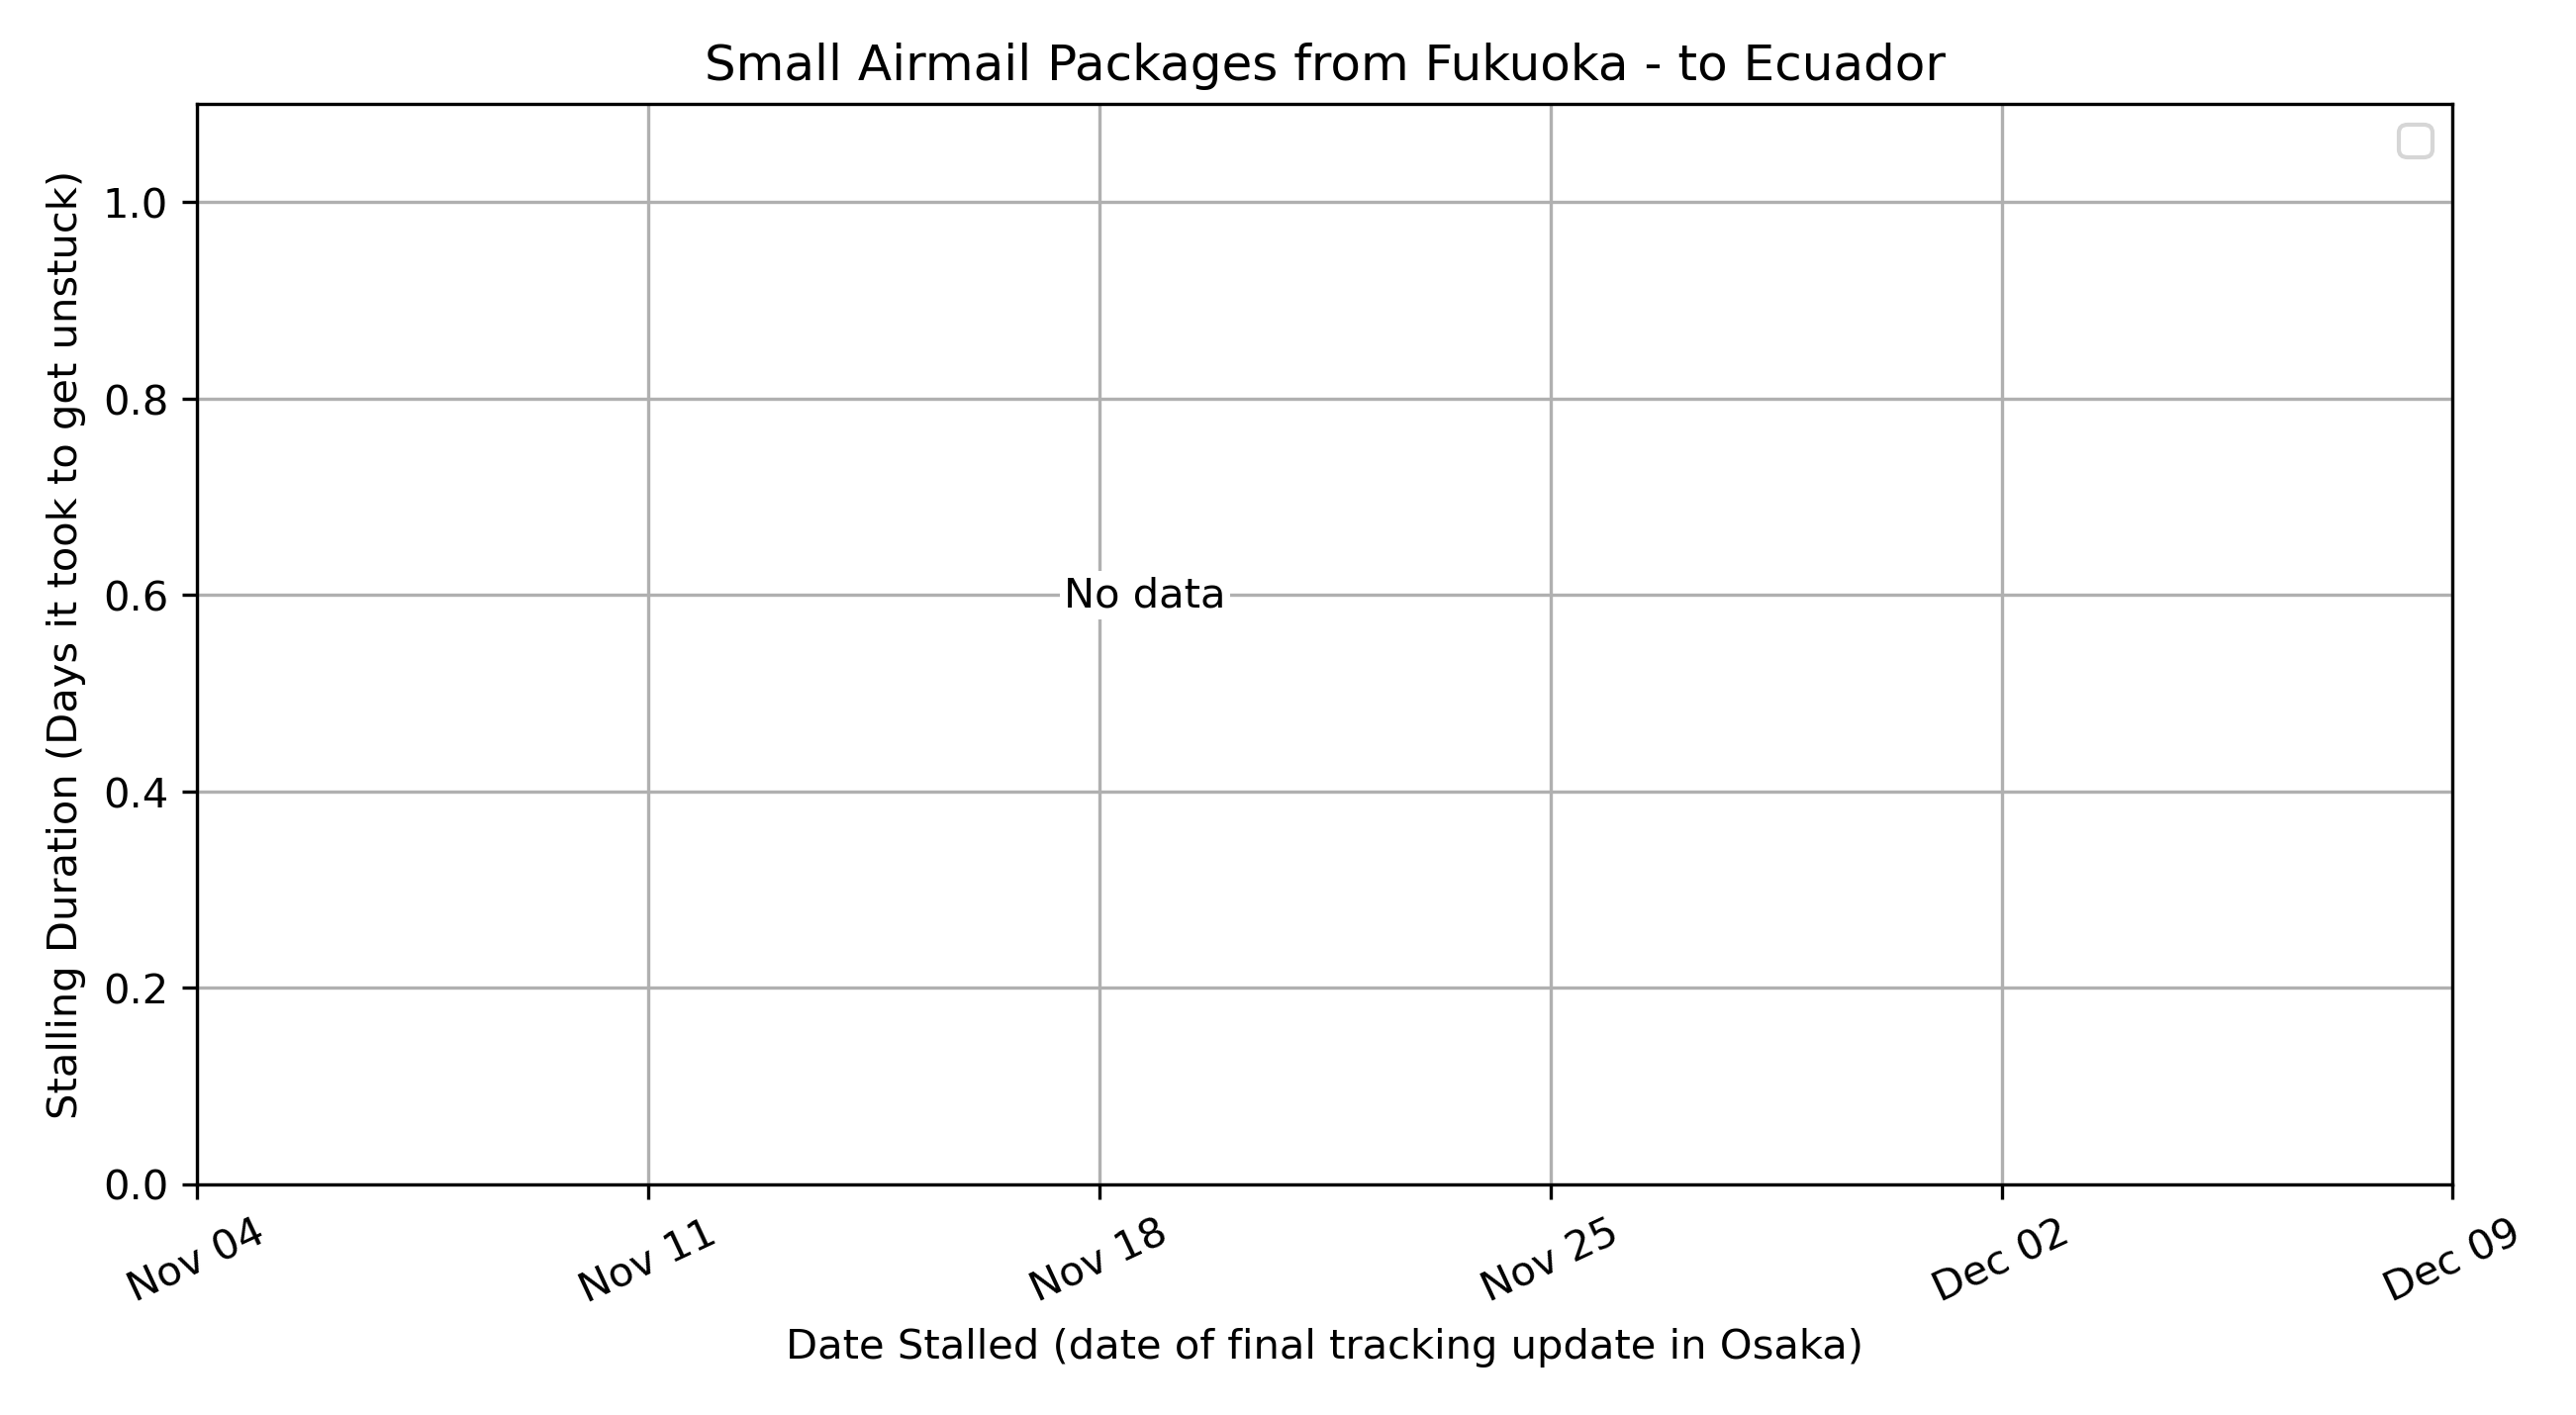 Small Airmail Packages from Fukuoka - to Ecuador
Stalling Duration (Days it took to get unstuck)
1.0
0.8
0.6
0.4
0.2
0.0
No data
Nov 04
Nov 11
Nov 18
Nov 25
Dec 02
Dec 09
Date Stalled (date of final tracking update in Osaka)